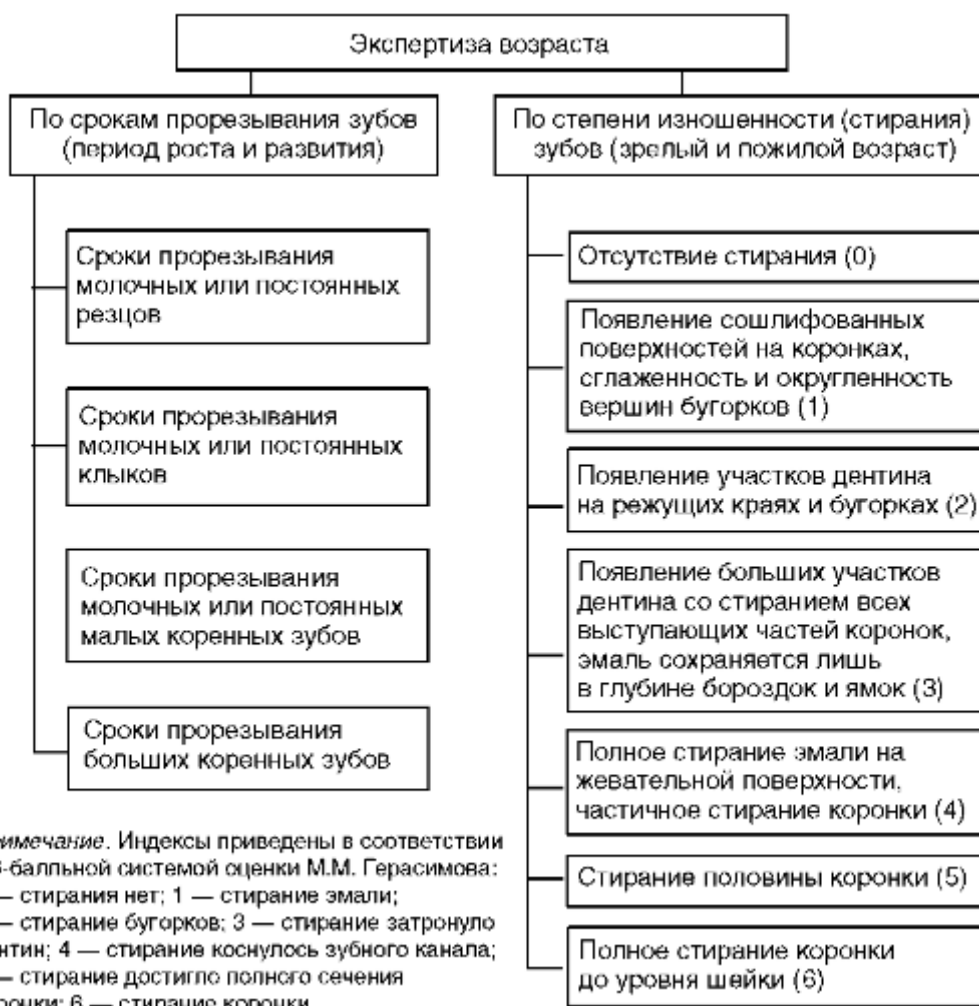 Экспертиза возраста
По срокам прорезывания зубов
(период роста и развития)
Сроки прорезывания
молочных или постоянных
резцов
Сроки прорезывания
молочных или постоянных
клыков
Сроки прорезывания
молочных или постоянных
малых коренных зубов
Сроки прорезывания
больших коренных зубов
По степени изношенности (стирания)
зубов (зрелый и пожилой возраст)
Отсутствие стирания (0)
Появление сошлифованных
поверхностей на коронках,
сглаженность и округленность
вершин бугорков (1)
Появление участков дентина
на режущих краях и бугорках (2)
Появление больших участков
дентина со стиранием всех
выступающих частей коронок,
эмаль сохраняется лишь
в глубине бороздок и ямок (3)
Полное стирание эмали на
жевательной поверхности,
частичное стирание коронки (4)
Стирание половины коронки (5)
Полное стирание коронки
до уровня шейки (6)
имечание. Индексы приведены в соответствии
-балльной системой оценки М.М. Герасимова:
— стирания нет; 1 — стирание эмали;
— стирание бугорков; 3 — стирание затронуло
нтин; 4 — стирание коснулось зубного канала;
— стирание достигло полного сечения